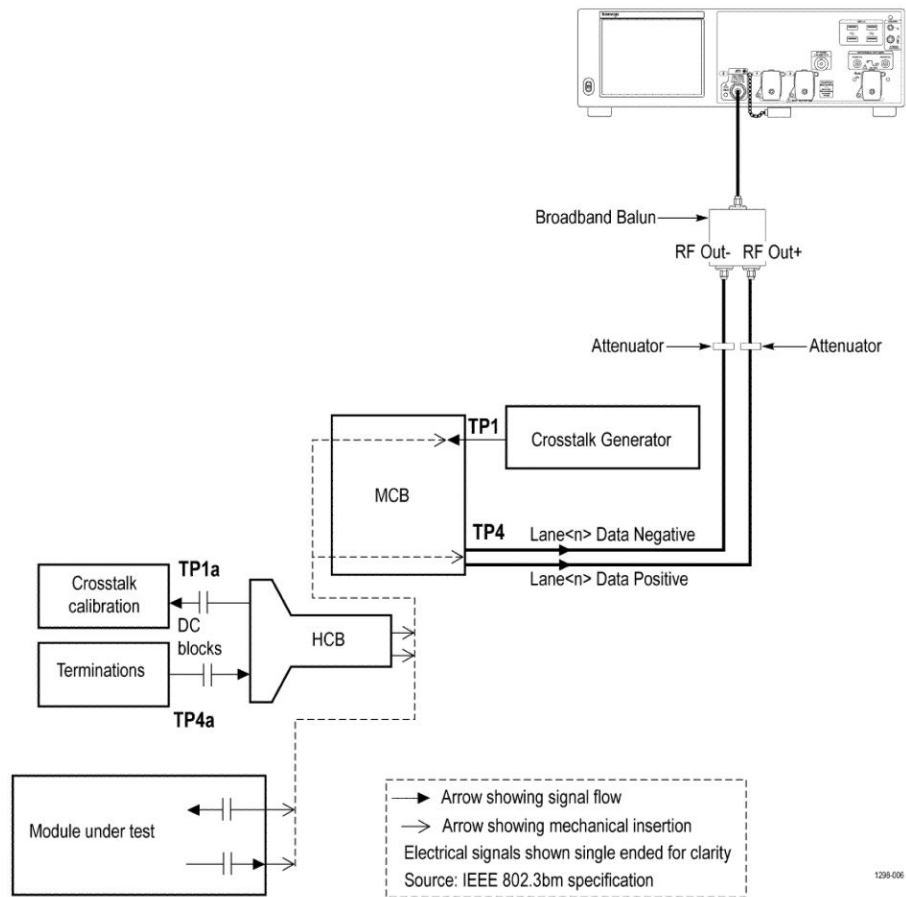 Tektronix
Broadband Balun
RF Out- RF Out+
Attenuator
Attenuator
TP1
Crosstalk Generator
MCB
TP4
Lane<n> Data Negative
Lane<n> Data Positive
TP1a
Crosstalk
calibration
DC
blocks
HCB
Terminations
TP4a
Module under test
Arrow showing signal flow
Arrow showing mechanical insertion
Electrical signals shown single ended for clarity
Source: IEEE 802.3bm specification
1298-006